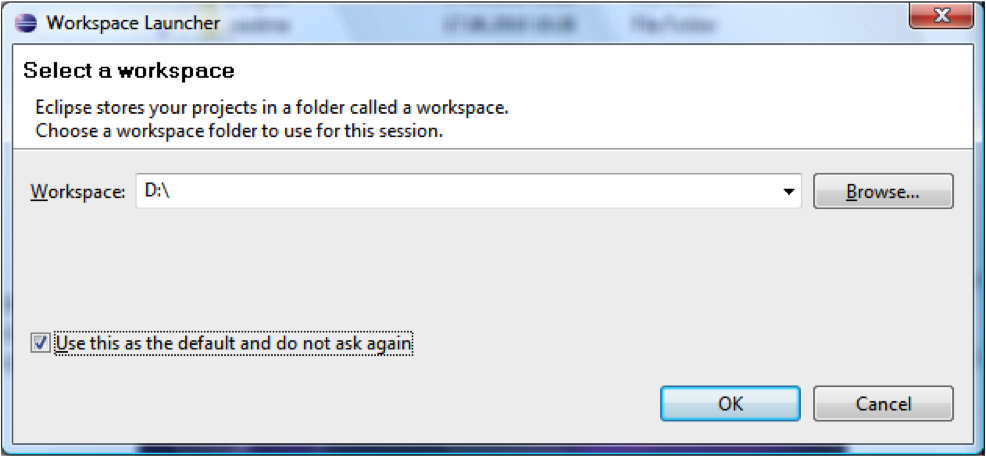 Workspace Launcher
Select a workspace
Eclipse stores your projects in a folder called a workspace.
Choose a workspace folder to use for this session.
Workspace: D:\ Browse...
Use this as the default and do not ask again
OK Cancel